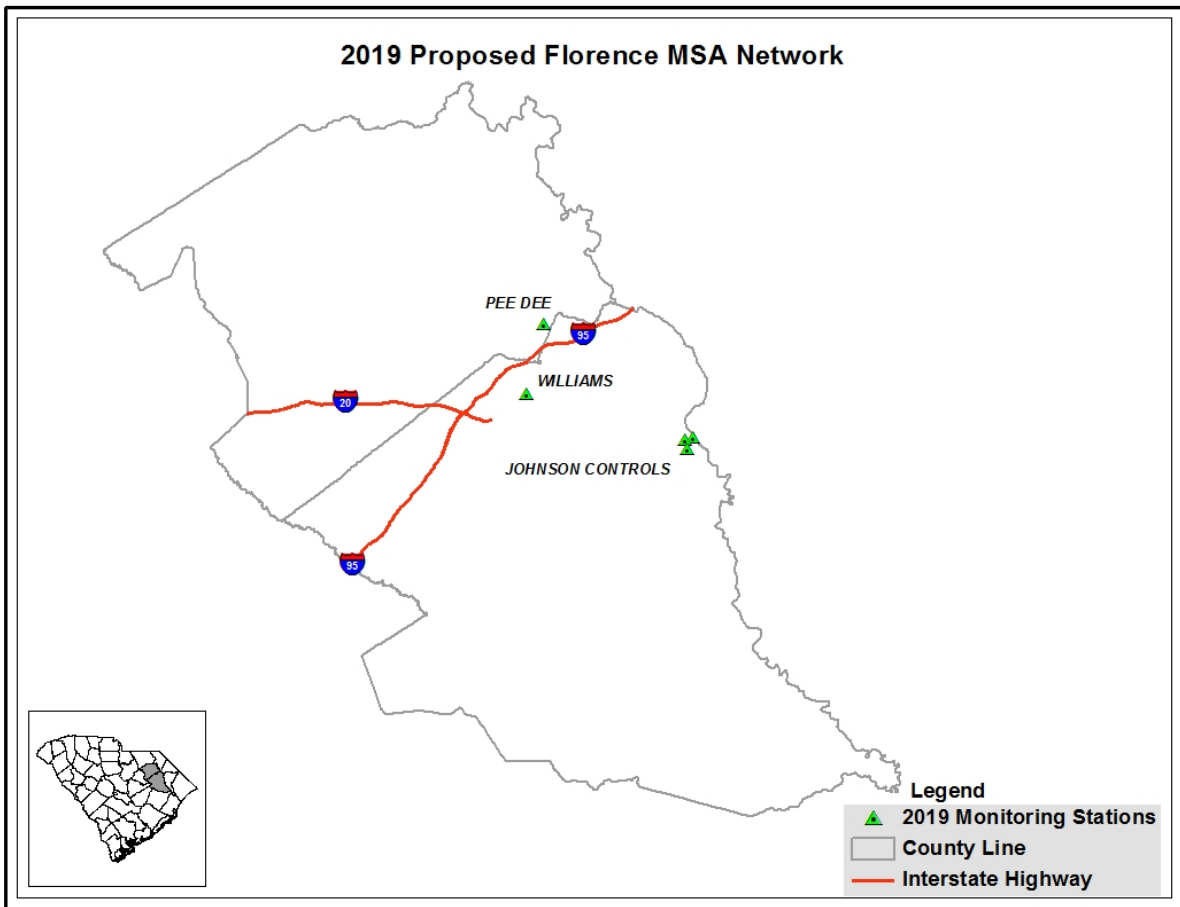 2019 Proposed Florence MSA Network
PEE DEE
95
WILLIAMS
20
JOHNSON CONTROLS
95
Legend
2019 Monitoring Stations
County Line
Interstate Highway